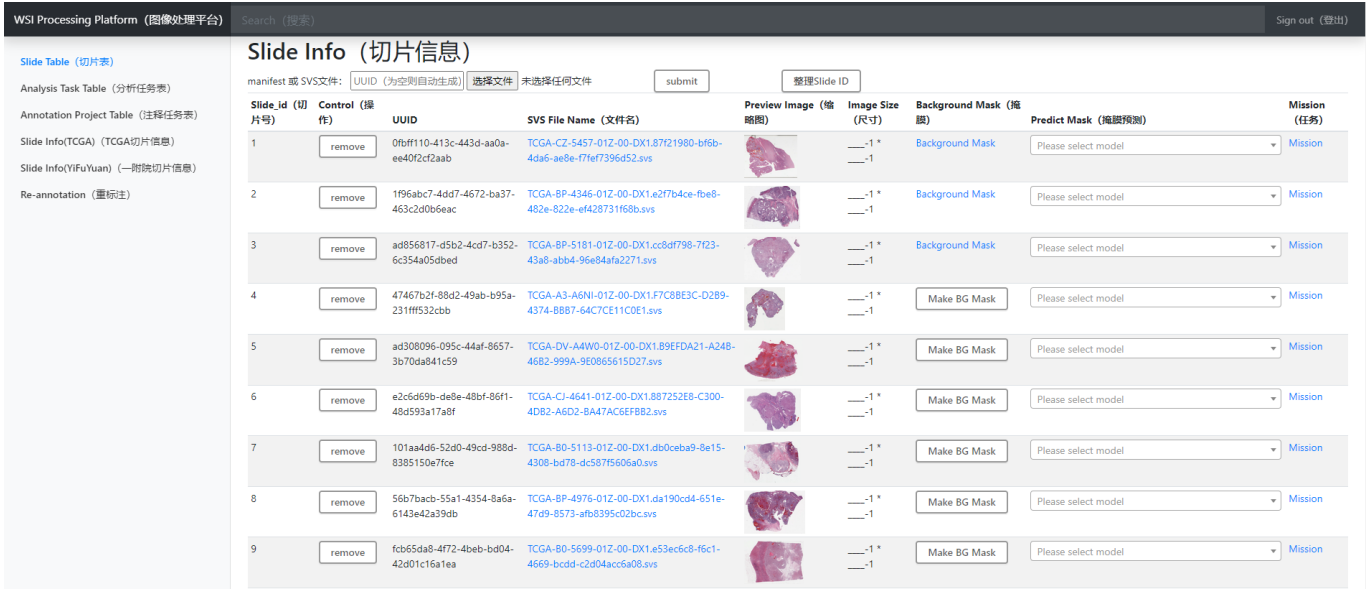 WSI Processing Platform（图像处理平台）
Search（搜索）
Sign out（登出）
Slide Table（切片表）
Analysis Task Table（分析任务表）
Annotation Project Table（注释任务表）
Slide Info(TCGA)（TCGA切片信息）
Slide Info(YiFuYuan)（一附院切片信息）
Re-annotation（重标注）
Slide Info（切片信息）
manifest 或 SVS文件： UUID（为空则自动生成） 选择文件 未选择任何文件 submit 整理Slide ID
Slide_id（切片号） Control（操作） UUID SVS File Name（文件名） Preview Image（缩略图） Image Size（尺寸） Background Mask（掩膜） Predict Mask（掩膜预测） Mission（任务）
1 remove 0fbff110-413c-443d-aa0a- TCGA-CZ-5457-01Z-00-DX1.87f21980-bf6b- ___-1 * Background Mask Please select model Mission
ee40f2cf2aab 4da6-ae8e-f7fef7396d52.svs ___-1
2 remove 1f96abc7-4dd7-4672-ba37- TCGA-BP-4346-01Z-00-DX1.e2f7b4ce-fbe8- ___-1 * Background Mask Please select model Mission
463c2d0b6eac 482e-822e-ef428731f68b.svs ___-1
3 remove ad856817-d5b2-4cd7-b352- TCGA-BP-5181-01Z-00-DX1.cc8df798-7f23- ___-1 * Background Mask Please select model Mission
6c354a05dbed 43a8-abb4-96e84afa2271.svs ___-1
4 remove 47467b2f-88d2-49ab-b95a- TCGA-A3-A6NI-01Z-00-DX1.F7C8BE3C-D2B9- ___-1 * Make BG Mask Please select model Mission
231fff532cbb 4374-BBB7-64C7CE11C0E1.svs ___-1
5 remove ad308096-095c-44af-8657- TCGA-DV-A4W0-01Z-00-DX1.B9EFDA21-A24B- ___-1 * Make BG Mask Please select model Mission
3b70da841c59 46B2-999A-9E0865615D27.svs ___-1
6 remove e2c6d69b-de8e-48bf-86f1- TCGA-CJ-4641-01Z-00-DX1.887252E8-C300- ___-1 * Make BG Mask Please select model Mission
48d593a17a8f 4DB2-A6D2-BA47AC6EFBB2.svs ___-1
7 remove 101aa4d6-52d0-49cd-988d- TCGA-B0-5113-01Z-00-DX1.db0ceba9-8e15- ___-1 * Make BG Mask Please select model Mission
8385150e7fce 4308-bd78-dc587f5606a0.svs ___-1
8 remove 56b7bacb-55a1-4354-8a6a- TCGA-BP-4976-01Z-00-DX1.da190cd4-651e- ___-1 * Make BG Mask Please select model Mission
6143e42a39db 47d9-8573-afb8395c02bc.svs ___-1
9 remove fcb65da8-4f72-4beb-bd04- TCGA-B0-5699-01Z-00-DX1.e53ec6c8-f6c1- ___-1 * Make BG Mask Please select model Mission
42d01c16a1ea 4669-bcdd-c2d04acc6a08.svs ___-1